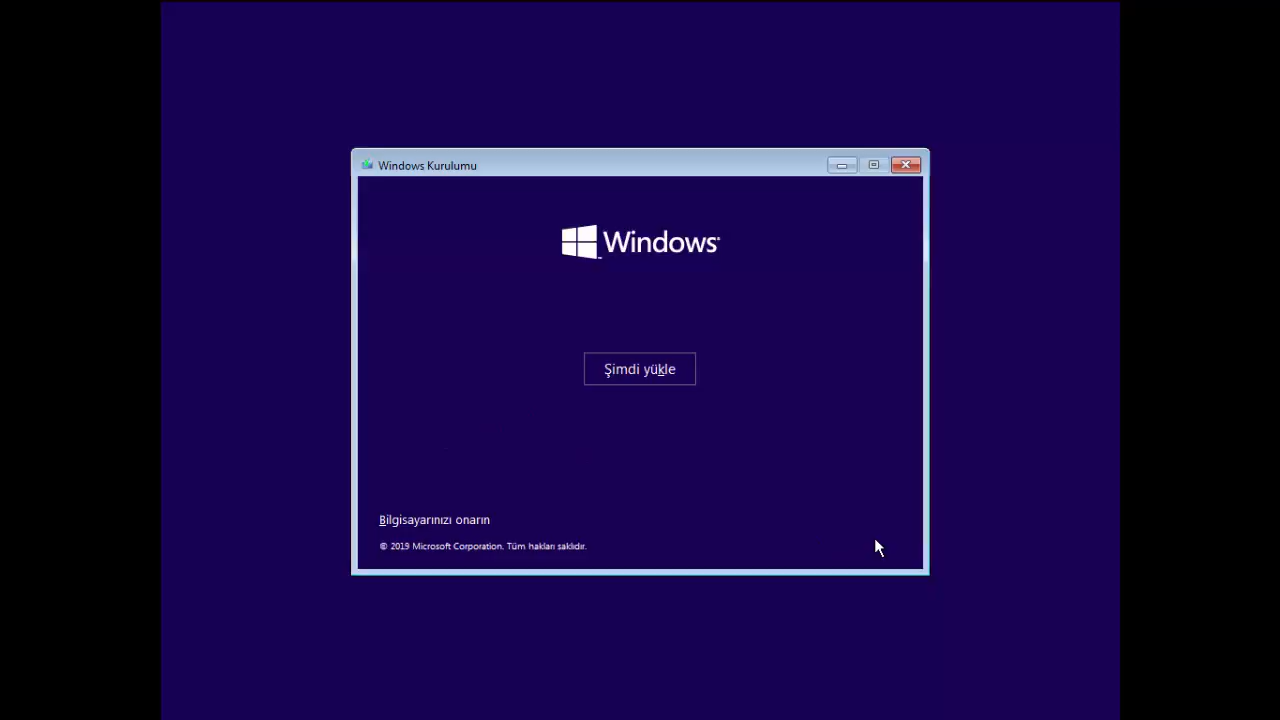 Windows Kurulumu
Windows
Şimdi yükle
Bilgisayarınızı onarın
© 2019 Microsoft Corporation. Tüm hakları saklıdır.